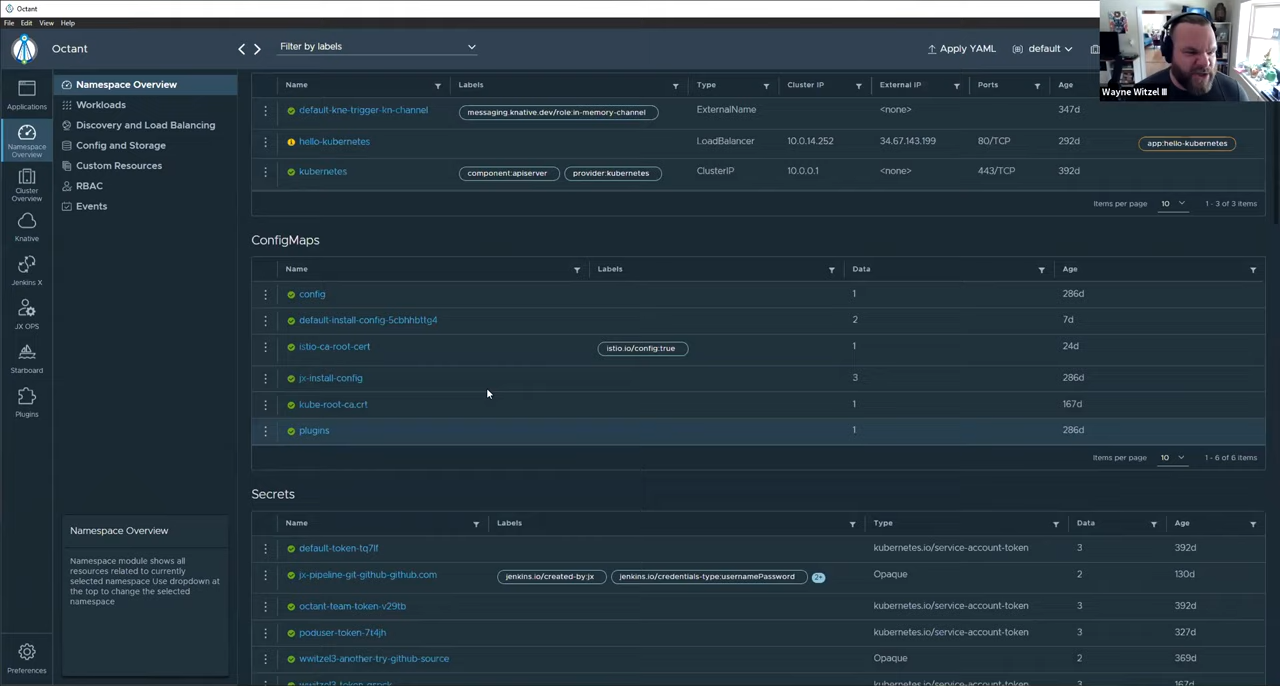 Octant
File Edit View Help
Octant
Filter by labels
Apply YAML
default
Wayne Witzel III
Applications
Namespace Overview
Cluster Overview
Knative
Jenkins X
JX OPS
Starboard
Plugins
Preferences
Namespace Overview
Workloads
Discovery and Load Balancing
Config and Storage
Custom Resources
RBAC
Events
Namespace Overview
Namespace module shows all
resources related to currently
selected namespace Use dropdown at
the top to change the selected
namespace
Name Labels Type Cluster IP External IP Ports Age
default-kne-trigger-kn-channel messaging.knative.dev/role:in-memory-channel ExternalName <none> 347d
hello-kubernetes LoadBalancer 10.0.14.252 34.67.143.199 80/TCP 292d app:hello-kubernetes
kubernetes component:apiserver provider:kubernetes ClusterIP 10.0.0.1 <none> 443/TCP 392d
Items per page 10 1 - 3 of 3 items
ConfigMaps
Name Labels Data Age
config 1 286d
default-install-config-5cbhhbttg4 2 7d
istio-ca-root-cert istio.io/config:true 1 24d
jx-install-config 3 286d
kube-root-ca.crt 1 167d
plugins 1 286d
Items per page 10 1 - 6 of 6 items
Secrets
Name Labels Type Data Age
default-token-tq7lf kubernetes.io/service-account-token 3 392d
jx-pipeline-git-github-github.com jenkins.io/created-by:jx jenkins.io/credentials-type:usernamePassword 2+ Opaque 2 130d
octant-team-token-v29tb kubernetes.io/service-account-token 3 392d
poduser-token-7t4jh kubernetes.io/service-account-token 3 327d
wwitzel3-another-try-github-source Opaque 2 369d
kubernetes.io/service-account-token 3 167d